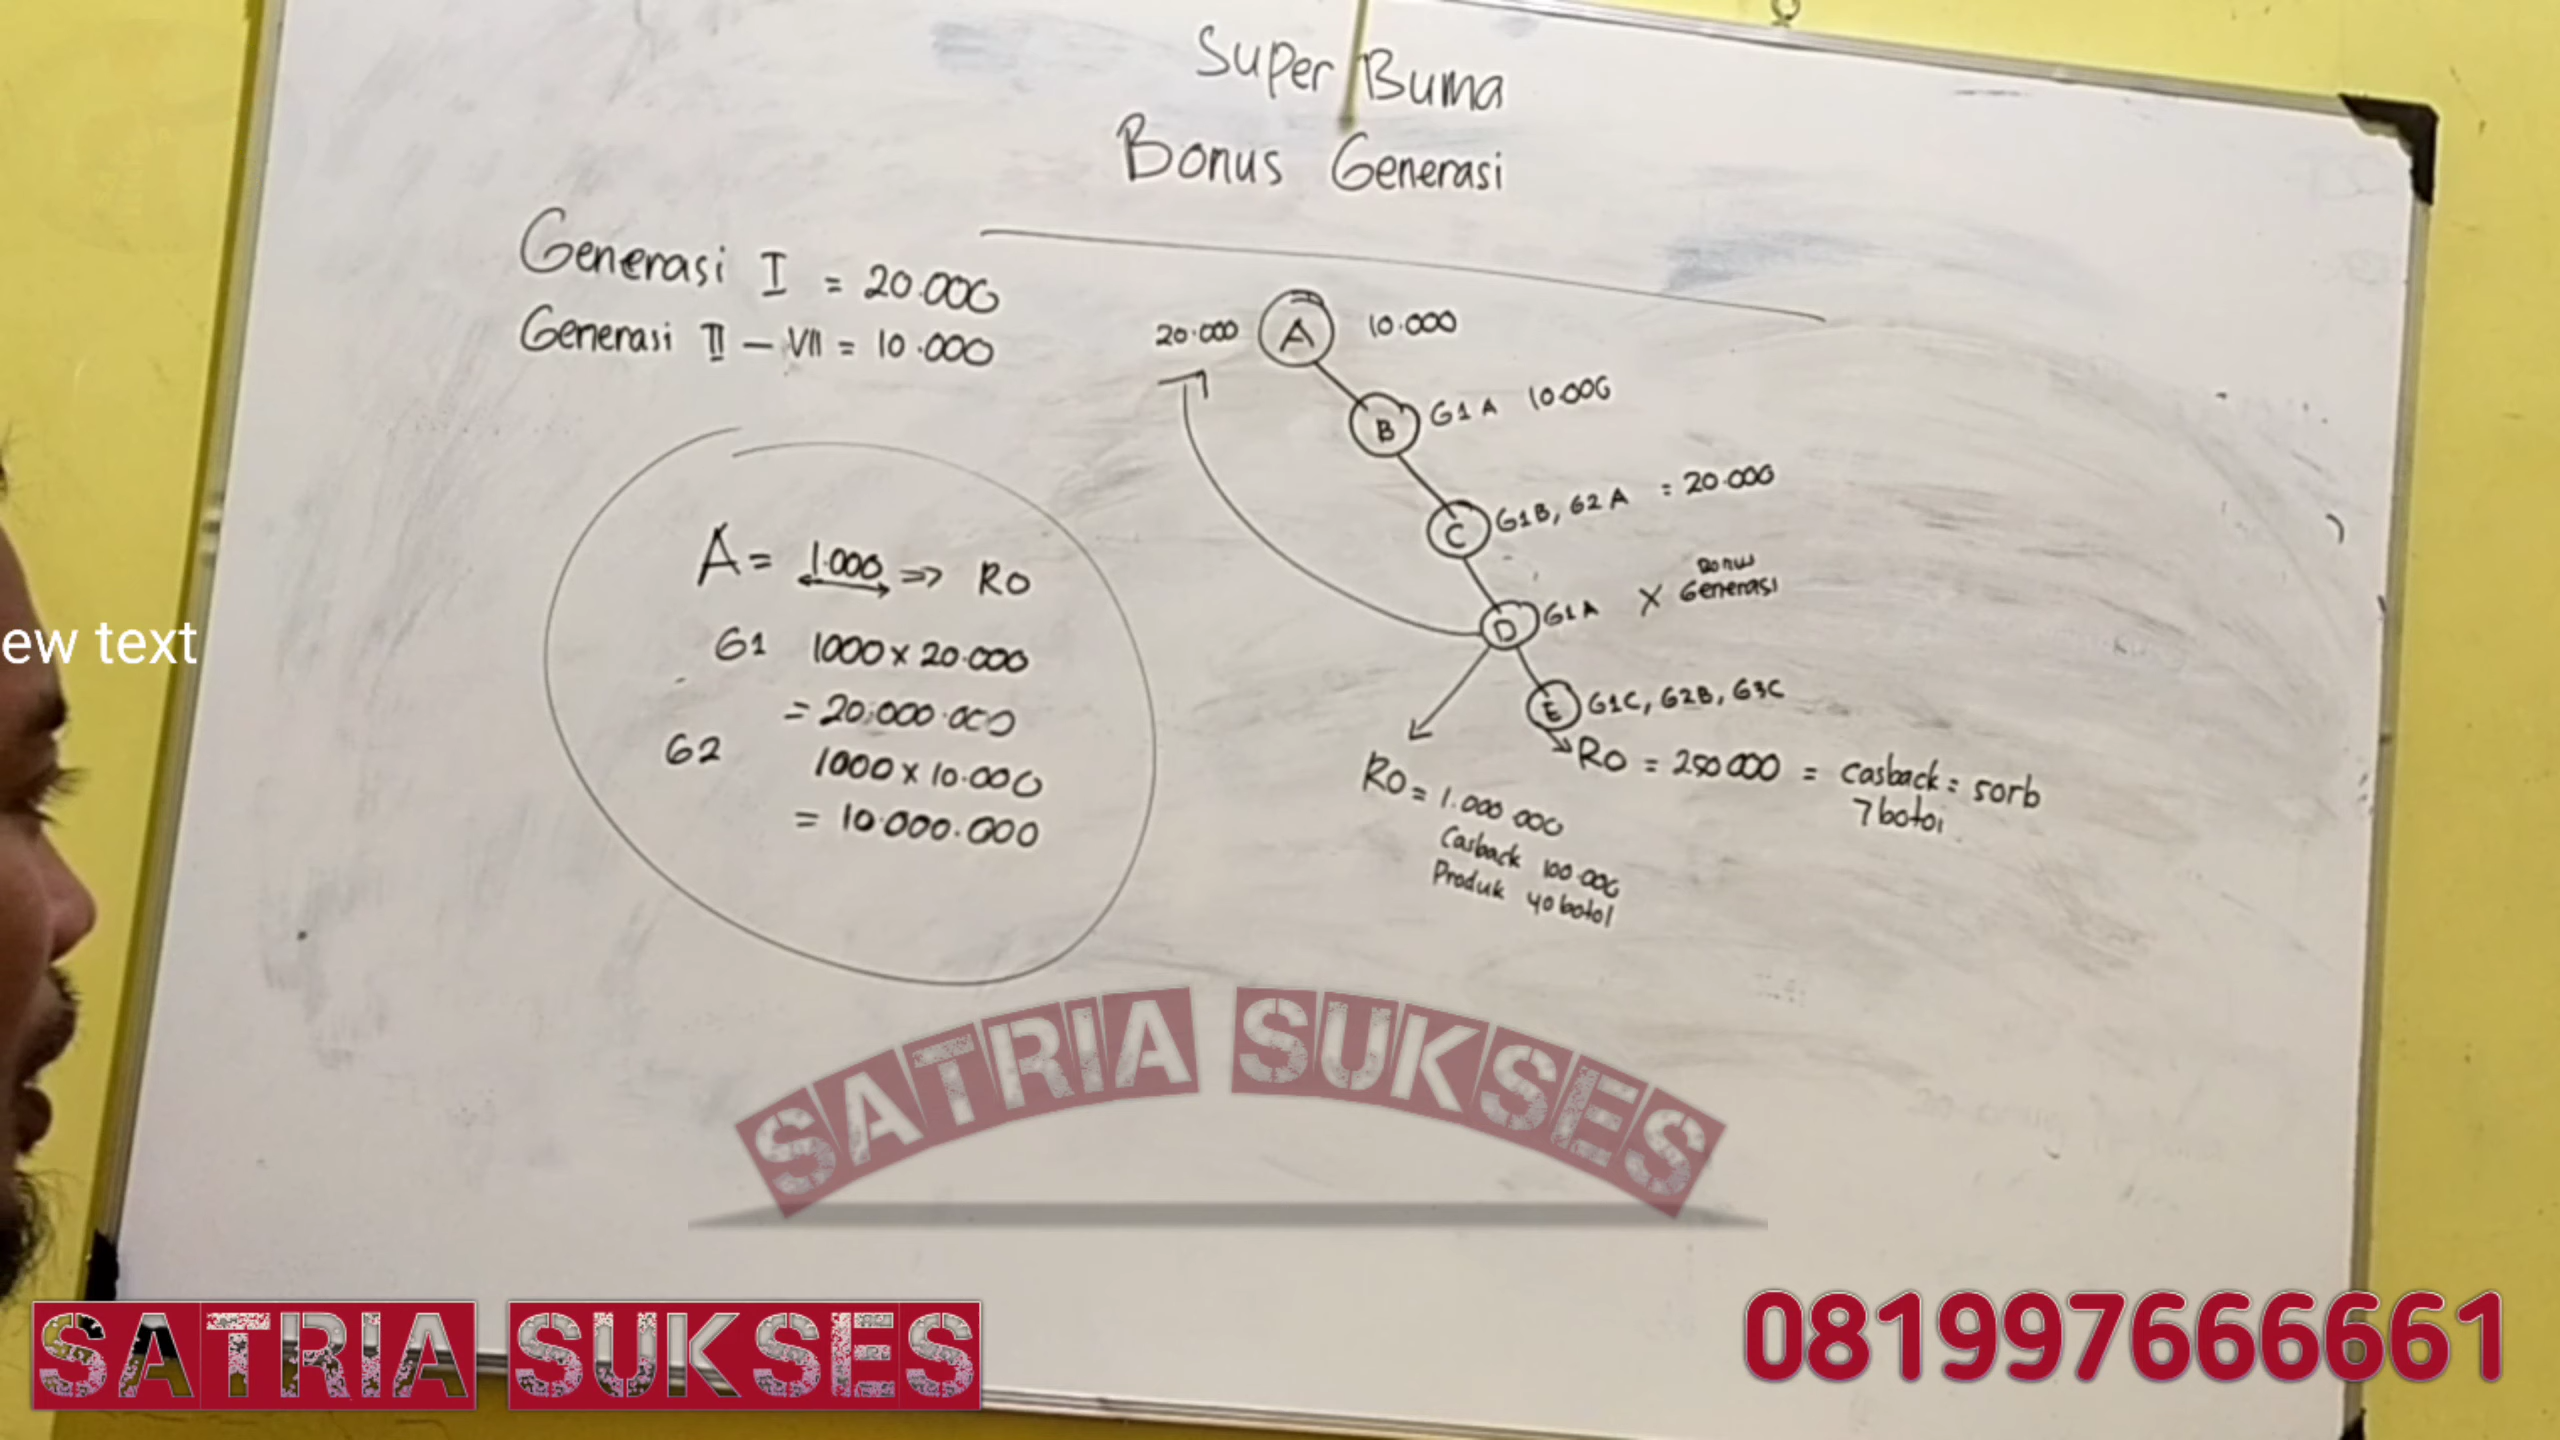 Super Buma
Bonus Generasi
Generasi I = 20.000
Generasi II - VII = 10.000
20.000 A 10.000
B G1 A 10.000
C G1B, G2 A = 20.000
D G1A X Bonus Generasi
E G1C, G2B, G3C
RO = 250 000 = Casback = 50rb
7 botol
RO = 1.000 000
Casback 100.000
Produk 40 botol
A = 1.000 => RO
G1 1000 x 20.000
= 20.000.000
G2 1000 x 10.000
= 10.000.000
ew text
SATRIA SUKSES
SATRIA SUKSES
081997666661